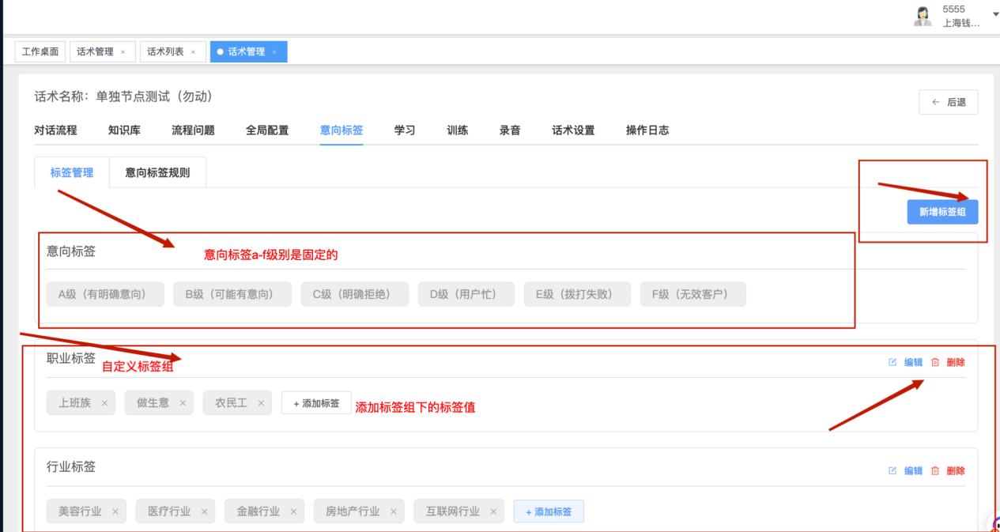 5555
上海钱...
工作桌面 话术管理 × 话术列表 × 话术管理 ×
话术名称：单独节点测试（勿动）
← 后退
对话流程 知识库 流程问题 全局配置 意向标签 学习 训练 录音 话术设置 操作日志
标签管理 意向标签规则
新增标签组
意向标签
意向标签a-f级别是固定的
A级（有明确意向） B级（可能有意向） C级（明确拒绝） D级（用户忙） E级（拨打失败） F级（无效客户）
职业标签 编辑 删除
自定义标签组
上班族 × 做生意 × 农民工 × + 添加标签
添加标签组下的标签值
行业标签 编辑 删除
美容行业 × 医疗行业 × 金融行业 × 房地产行业 × 互联网行业 × + 添加标签